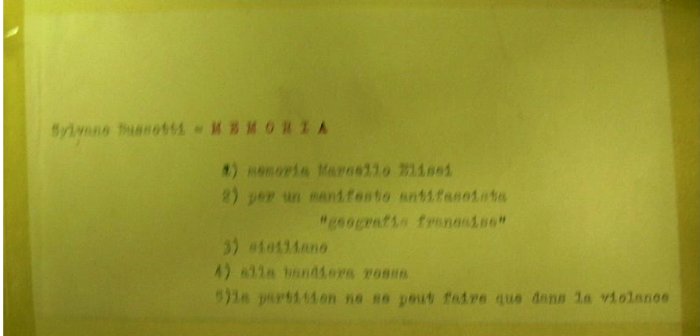 Sylvano Bussotti = M E M O R I A
1) memoria Marcello Elisei
2) per un manifesto antifascista
"geografie francaise"
3) siciliano
4) alla bandiera rossa
5)la partition ne se peut faire que dans la violence